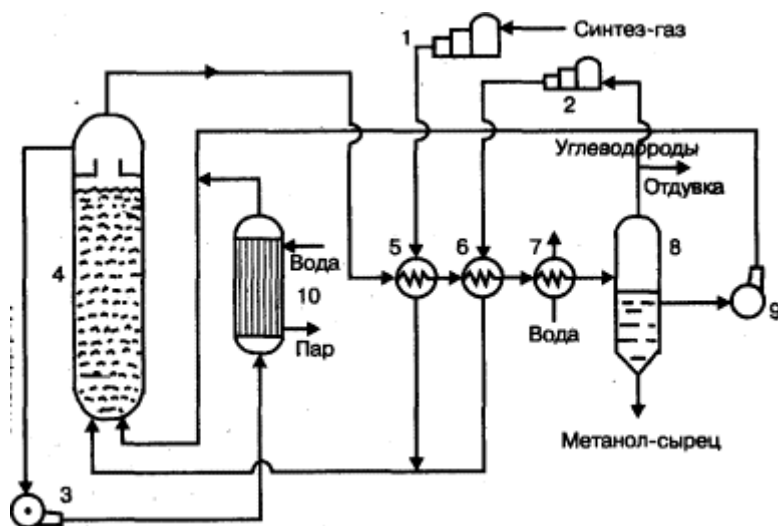 1
Синтез-газ
2
Углеводороды
Отдувка
4
5
6
7
8
Вода
10
Пар
Вода
9
Метанол-сырец
3